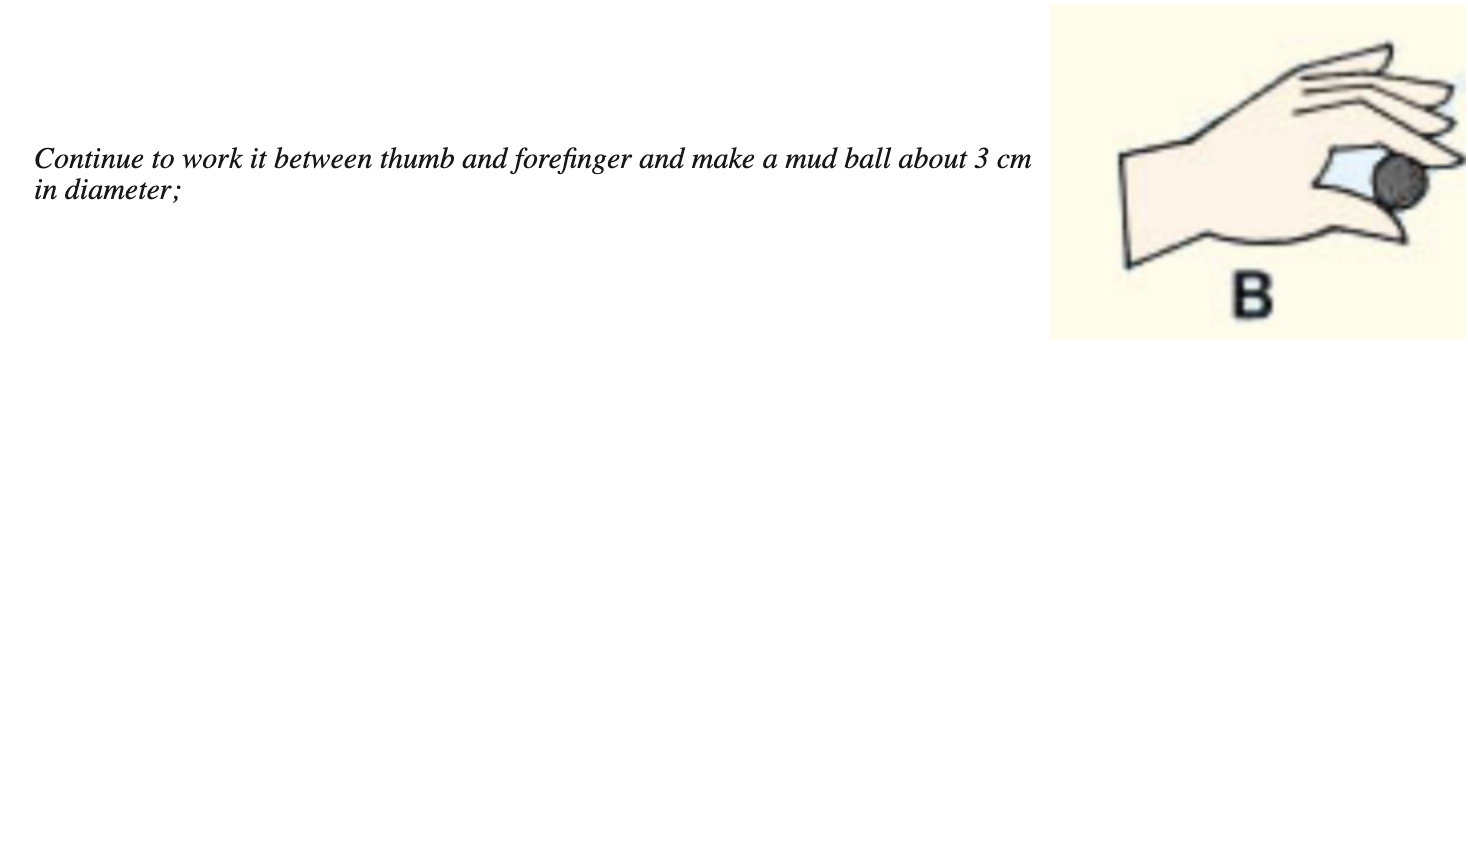 Continue to work it between thumb and forefinger and make a mud ball about 3 cm
in diameter;
B